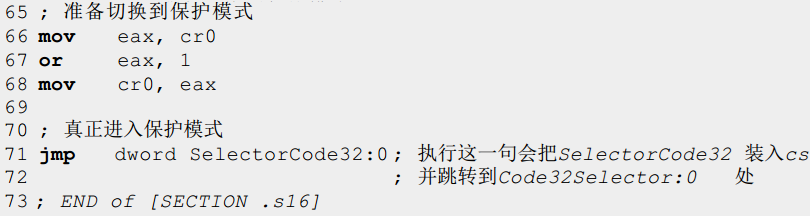 65 ; 准备切换到保护模式
66 mov eax, cr0
67 or eax, 1
68 mov cr0, eax
69
70 ; 真正进入保护模式
71 jmp dword SelectorCode32:0 ; 执行这一句会把SelectorCode32 装入cs
72 ; 并跳转到Code32Selector:0 处
73 ; END of [SECTION .s16]